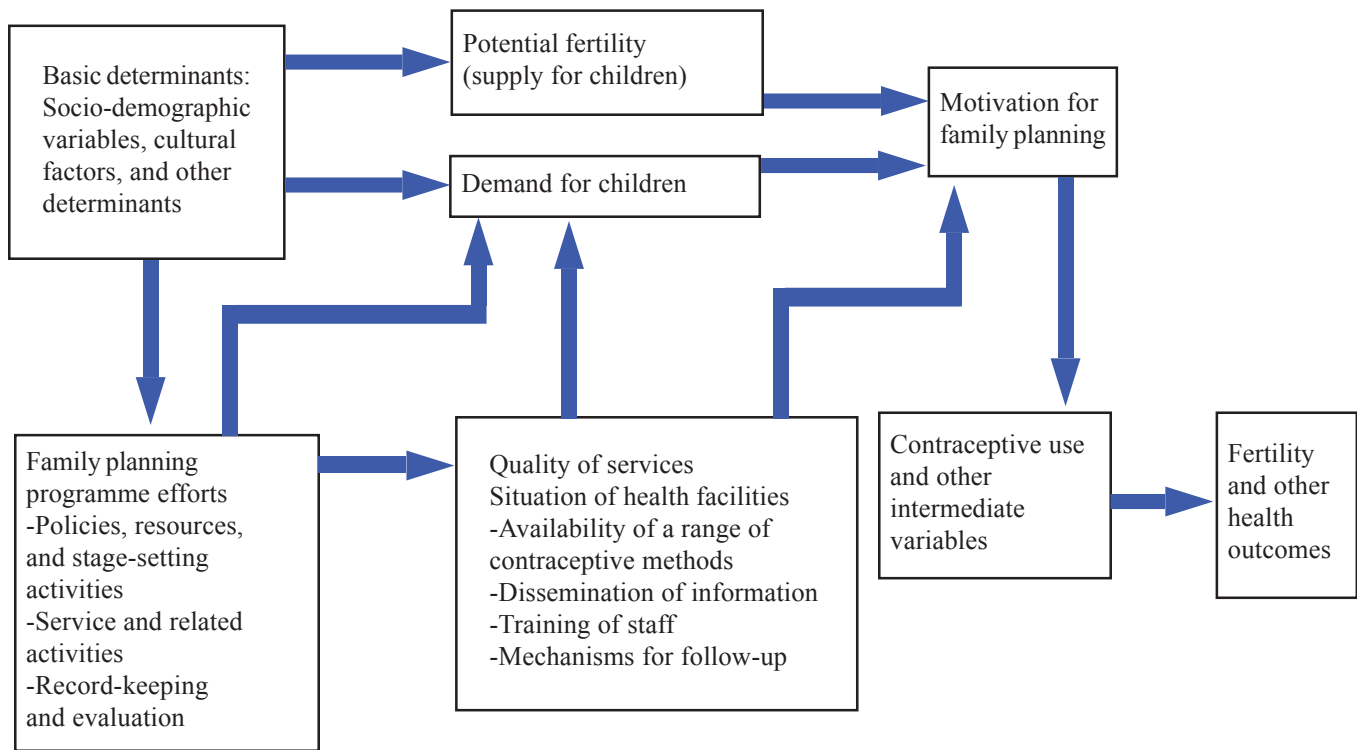 Basic determinants:
Socio-demographic
variables, cultural
factors, and other
determinants
Potential fertility
(supply for children)
Demand for children
Motivation for
family planning
Family planning
programme efforts
-Policies, resources,
and stage-setting
activities
-Service and related
activities
-Record-keeping
and evaluation
Quality of services
Situation of health facilities
-Availability of a range of
contraceptive methods
-Dissemination of information
-Training of staff
-Mechanisms for follow-up
Contraceptive use
and other
intermediate
variables
Fertility
and other
health
outcomes